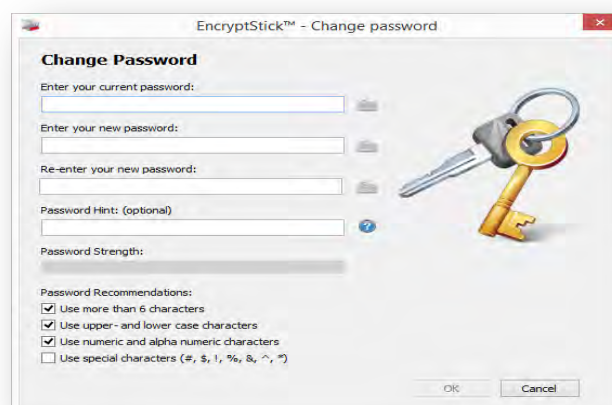 EncryptStick™ - Change password
Change Password
Enter your current password:
Enter your new password:
Re-enter your new password:
Password Hint: (optional)
Password Strength:
Password Recommendations:
Use more than 6 characters
Use upper- and lower case characters
Use numeric and alpha numeric characters
Use special characters (#, $, !, %, &, ^, *)
OK Cancel